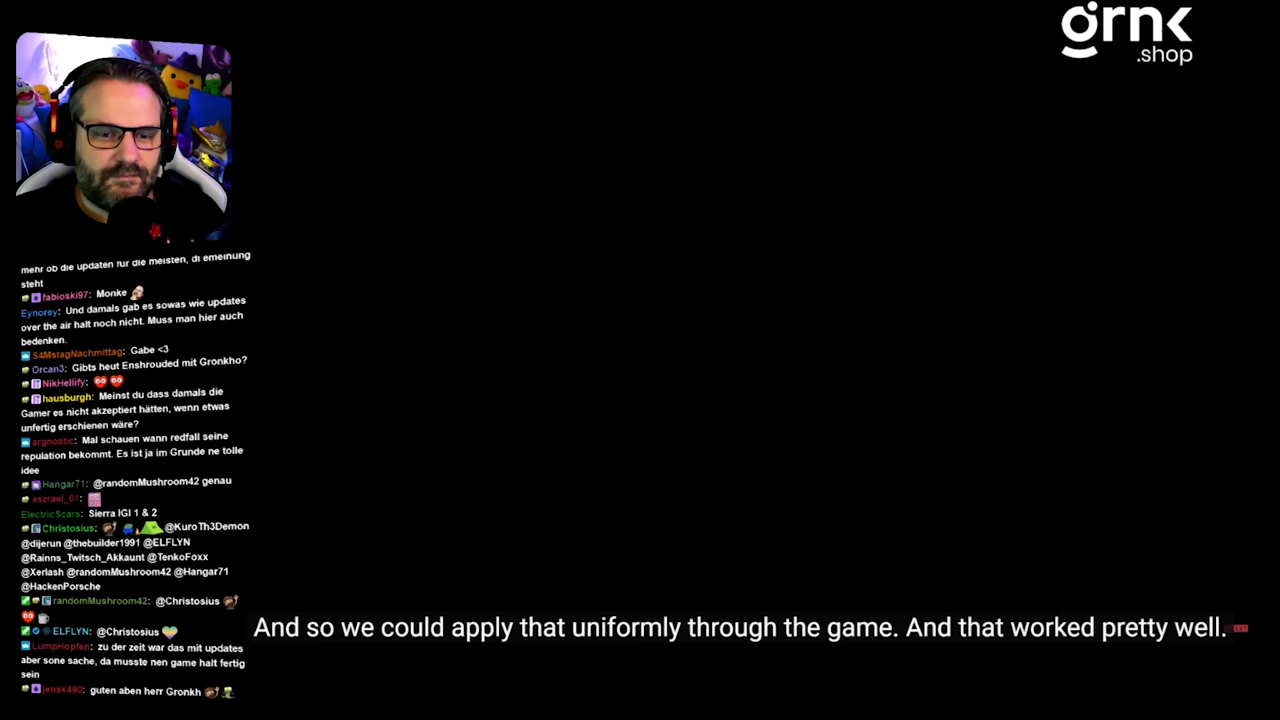 grnk
.shop
mehr ob die updaten für die meisten, di emeinung
steht
fabioski97: Monke
Eynorey: Und damals gab es sowas wie updates
over the air halt noch nicht. Muss man hier auch
bedenken.
S4MstagNachmittag: Gabe <3
Orcan3: Gibts heut Enshrouded mit Gronkho?
NikHellify:
hausburgh: Meinst du dass damals die
Gamer es nicht akzeptiert hätten, wenn etwas
unfertig erschienen wäre?
argnostic: Mal schauen wann redfall seine
repulation bekommt. Es ist ja im Grunde ne tolle
idee
Hangar71: @randomMushroom42 genau
aszrael_01:
ElectricScars: Sierra IGI 1 & 2
Christosius: @KuroTh3Demon
@dijerun @thebuilder1991 @ELFLYN
@Rainns_Twitsch_Akkaunt @TenkoFoxx
@Xerlash @randomMushroom42 @Hangar71
@HackenPorsche
randomMushroom42: @Christosius
ELFLYN: @Christosius
LumpHopfen: zu der zeit war das mit updates
aber sone sache, da musste nen game halt fertig
sein
jensk490: guten aben herr Gronkh
And so we could apply that uniformly through the game. And that worked pretty well.